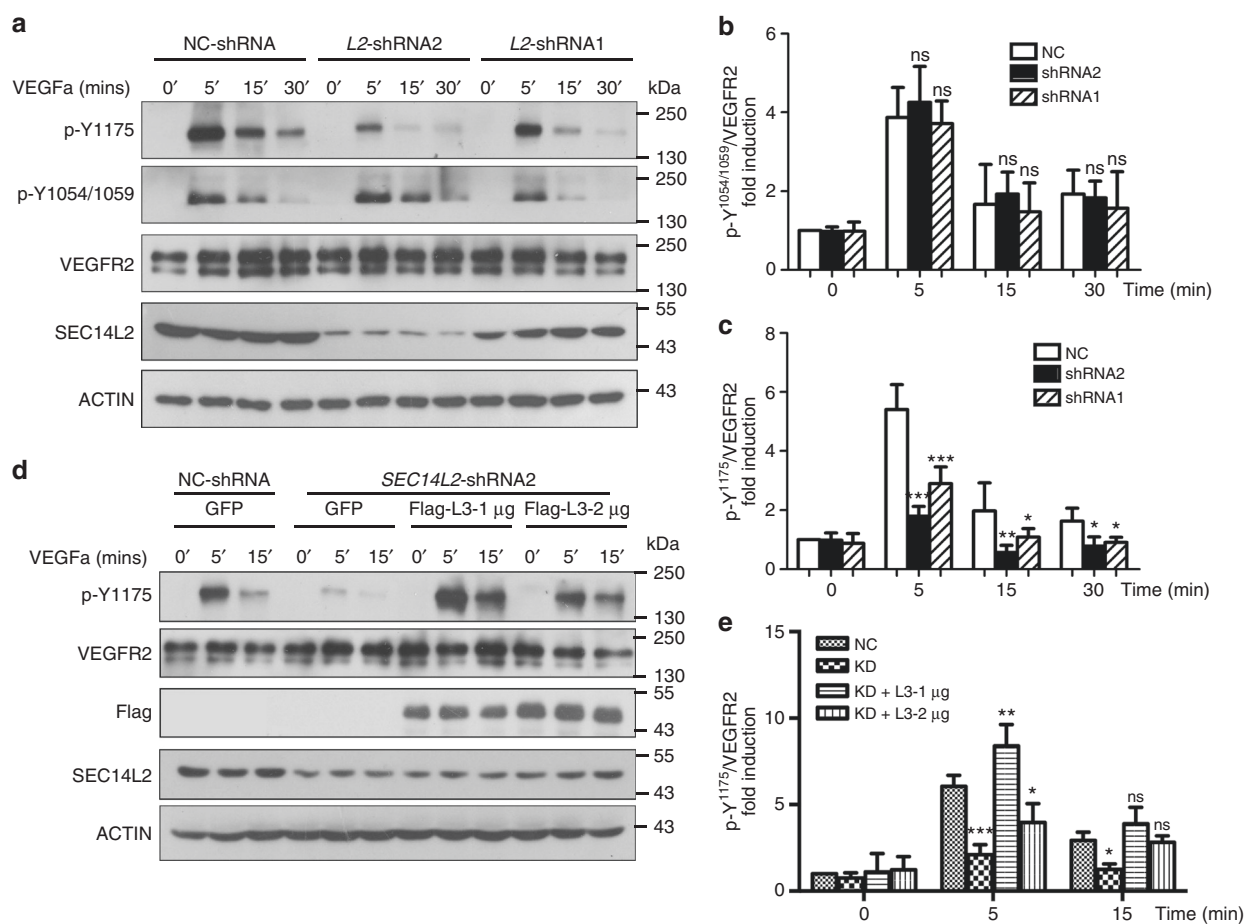 a
NC-shRNA L2-shRNA2 L2-shRNA1
VEGFa (mins) 0′ 5′ 15′ 30′ 0′ 5′ 15′ 30′ 0′ 5′ 15′ 30′ kDa
p-Y1175 250 130
p-Y1054/1059 250 130
VEGFR2 250 130
SEC14L2 55 43
ACTIN 43
b
p-Y1054/1059/VEGFR2
fold induction
6
4
2
0
NC
shRNA2
shRNA1
ns ns ns ns ns ns
0 5 15 30 Time (min)
c
p-Y1175/VEGFR2
fold induction
8
6
4
2
0
NC
shRNA2
shRNA1
*** *** ** * * *
0 5 15 30 Time (min)
d
NC-shRNA SEC14L2-shRNA2
GFP GFP Flag-L3-1 µg Flag-L3-2 µg
VEGFa (mins) 0′ 5′ 15′ 0′ 5′ 15′ 0′ 5′ 15′ 0′ 5′ 15′ kDa
p-Y1175 250 130
VEGFR2 250 130
Flag 55 43
SEC14L2 55 43
ACTIN 43
e
p-Y1175/VEGFR2
fold induction
15
10
5
0
NC
KD
KD + L3-1 µg
KD + L3-2 µg
*** ** * * ns ns
0 5 15 Time (min)